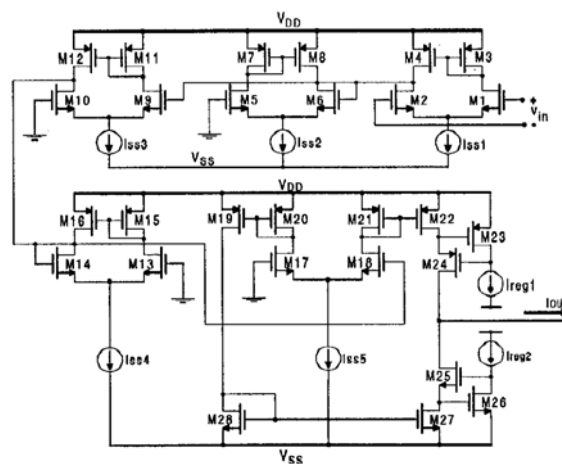 VDD
M12 M11 M7 M8 M4 M3
M10 M9 M5 M6 M2 M1
+
Vin
-
Iss3 Iss2 Iss1
VSS
VDD
M16 M15 M19 M20 M21 M22
M23
M14 M13 M17 M18 M24
Ireg1
Iou
Iss4 Iss5
Ireg2
M25
M26
M28 M27
VSS